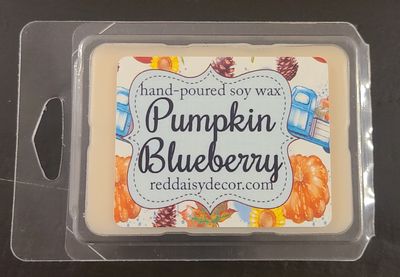 hand-poured soy wax
Pumpkin
Blueberry
reddaisydecor.com